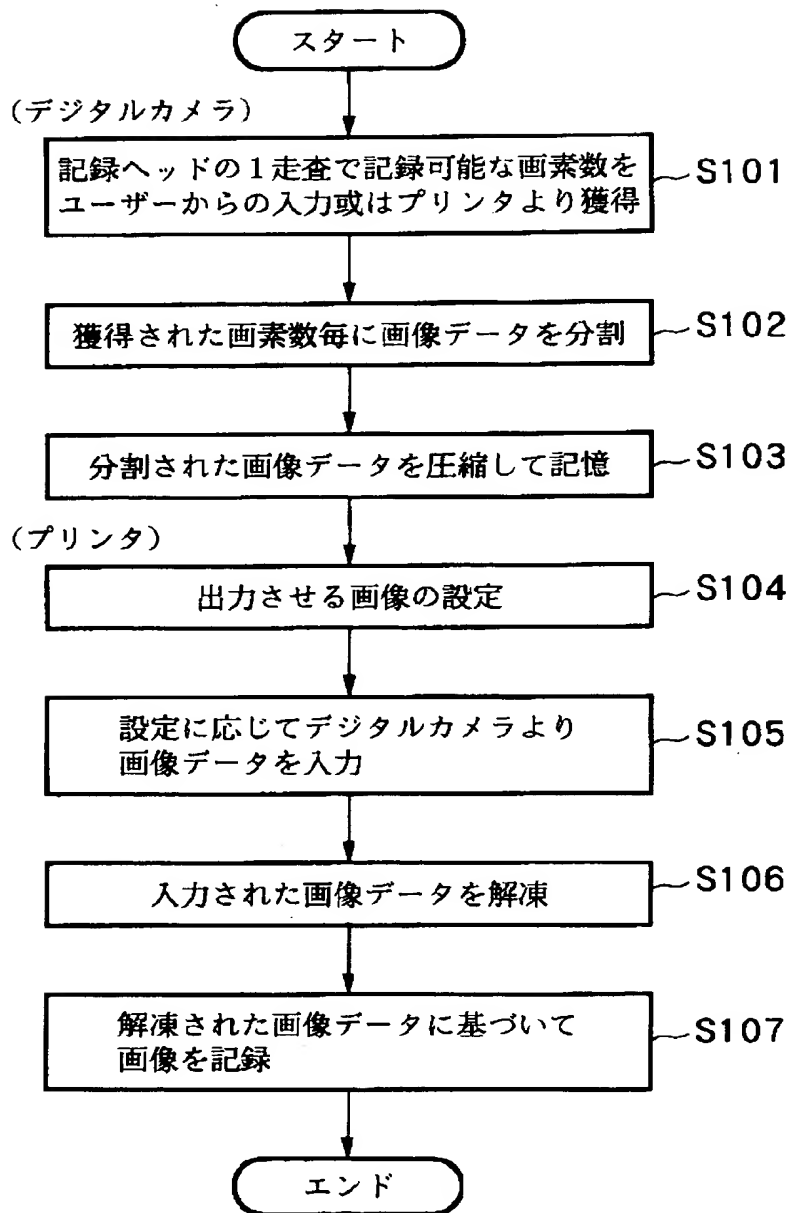 スタート
(デジタルカメラ)
記録ヘッドの1走査で記録可能な画素数を
ユーザーからの入力或はプリンタより獲得
S101
獲得された画素数毎に画像データを分割
S102
分割された画像データを圧縮して記憶
S103
(プリンタ)
出力させる画像の設定
S104
設定に応じてデジタルカメラより
画像データを入力
S105
入力された画像データを解凍
S106
解凍された画像データに基づいて
画像を記録
S107
エンド